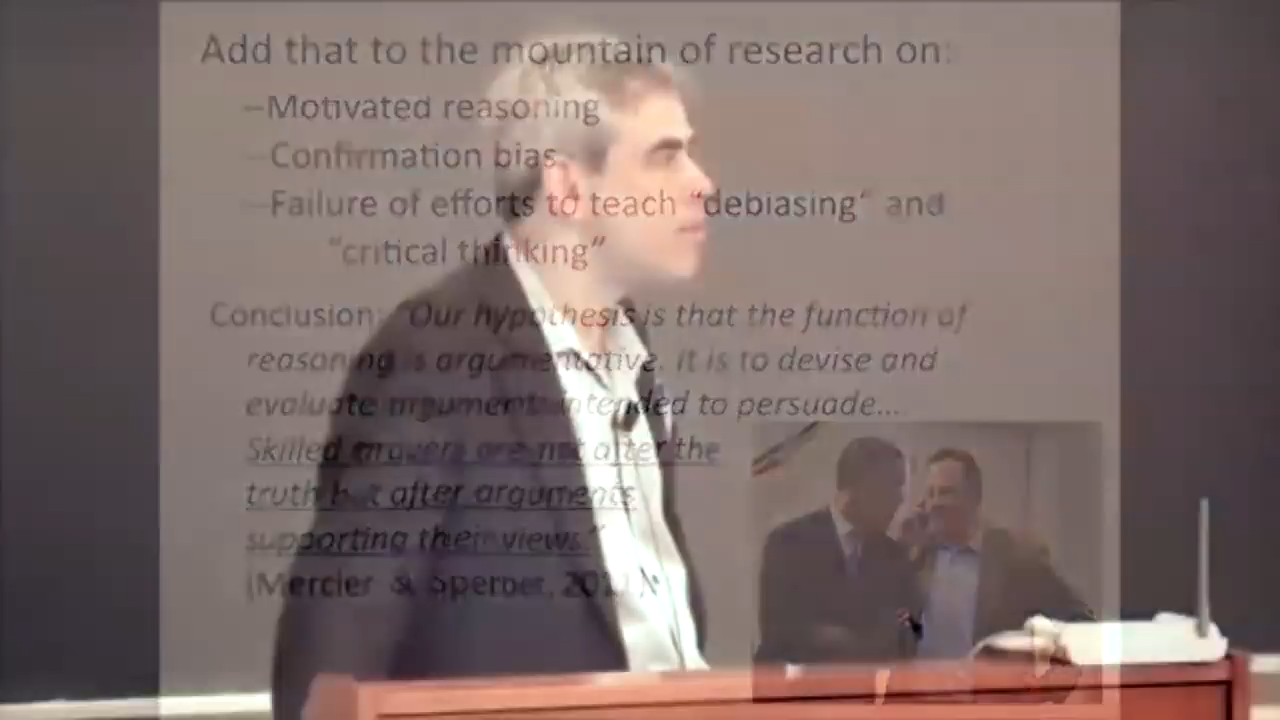 Add that to the mountain of research on:
–Motivated reasoning
–Confirmation bias
–Failure of efforts to teach “debiasing” and
“critical thinking”
Conclusion: “Our hypothesis is that the function of
reasoning is argumentative. It is to devise and
evaluate arguments intended to persuade…
Skilled arguers are not after the
truth but after arguments
supporting their views.”
(Mercier & Sperber, 2011).